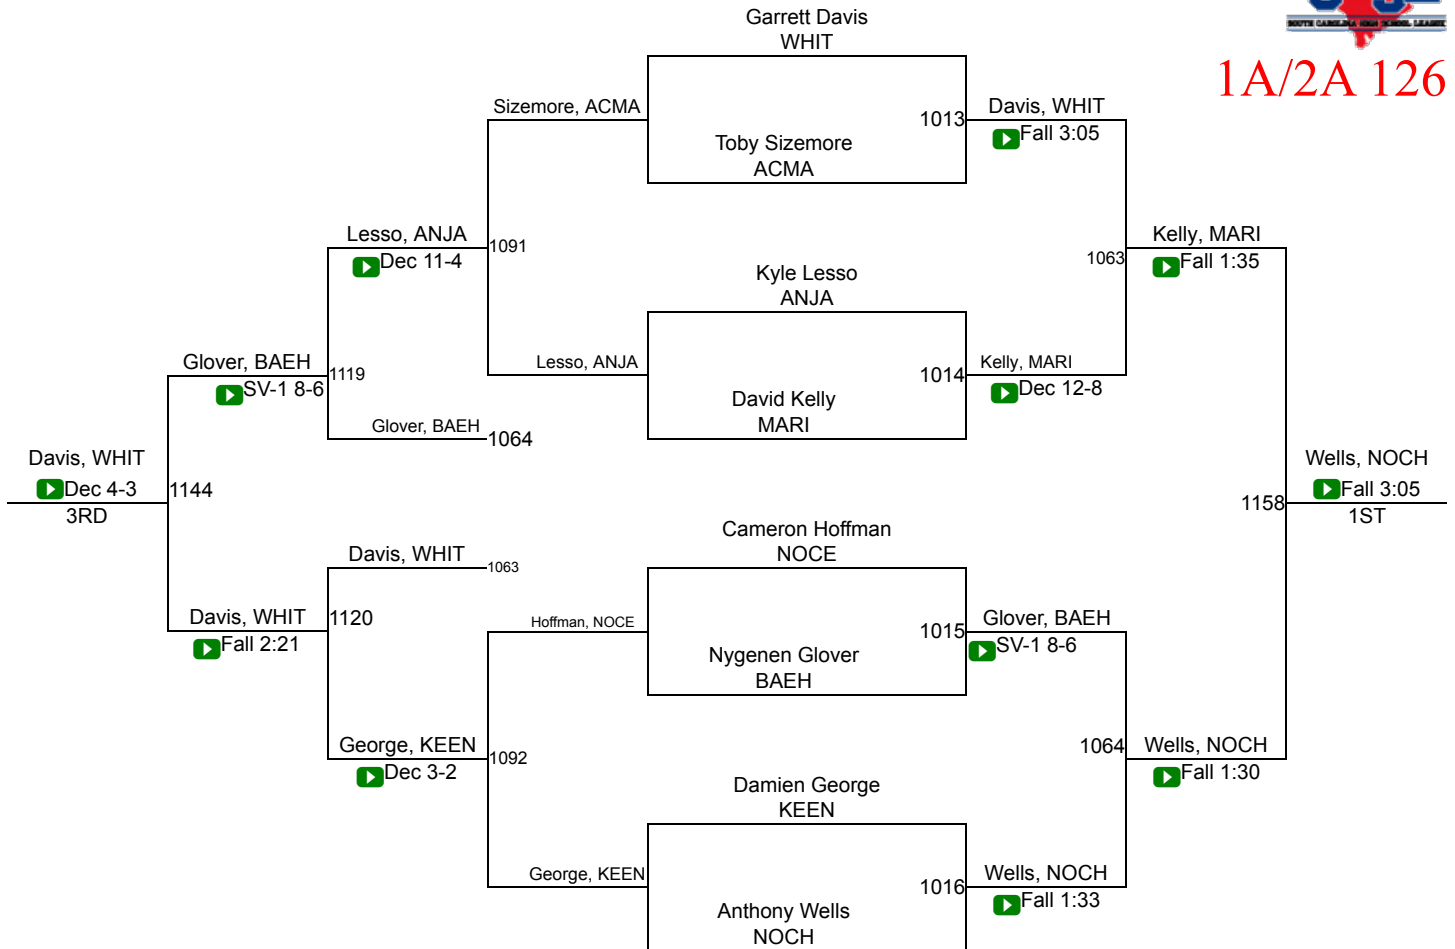 SOUTH CAROLINA HIGH SCHOOL LEAGUE
1A/2A 126
Garrett Davis
WHIT
Sizemore, ACMA
1013
Davis, WHIT
Fall 3:05
Toby Sizemore
ACMA
Lesso, ANJA
Dec 11-4
1091
1063
Kelly, MARI
Fall 1:35
Kyle Lesso
ANJA
Glover, BAEH
SV-1 8-6
1119
Lesso, ANJA
1014
Kelly, MARI
Dec 12-8
David Kelly
MARI
Glover, BAEH
1064
Davis, WHIT
Dec 4-3
3RD
1144
1158
Wells, NOCH
Fall 3:05
1ST
Cameron Hoffman
NOCE
Davis, WHIT
1063
Davis, WHIT
Fall 2:21
1120
Hoffman, NOCE
1015
Glover, BAEH
SV-1 8-6
Nygenen Glover
BAEH
George, KEEN
Dec 3-2
1092
1064
Wells, NOCH
Fall 1:30
Damien George
KEEN
George, KEEN
1016
Wells, NOCH
Fall 1:33
Anthony Wells
NOCH